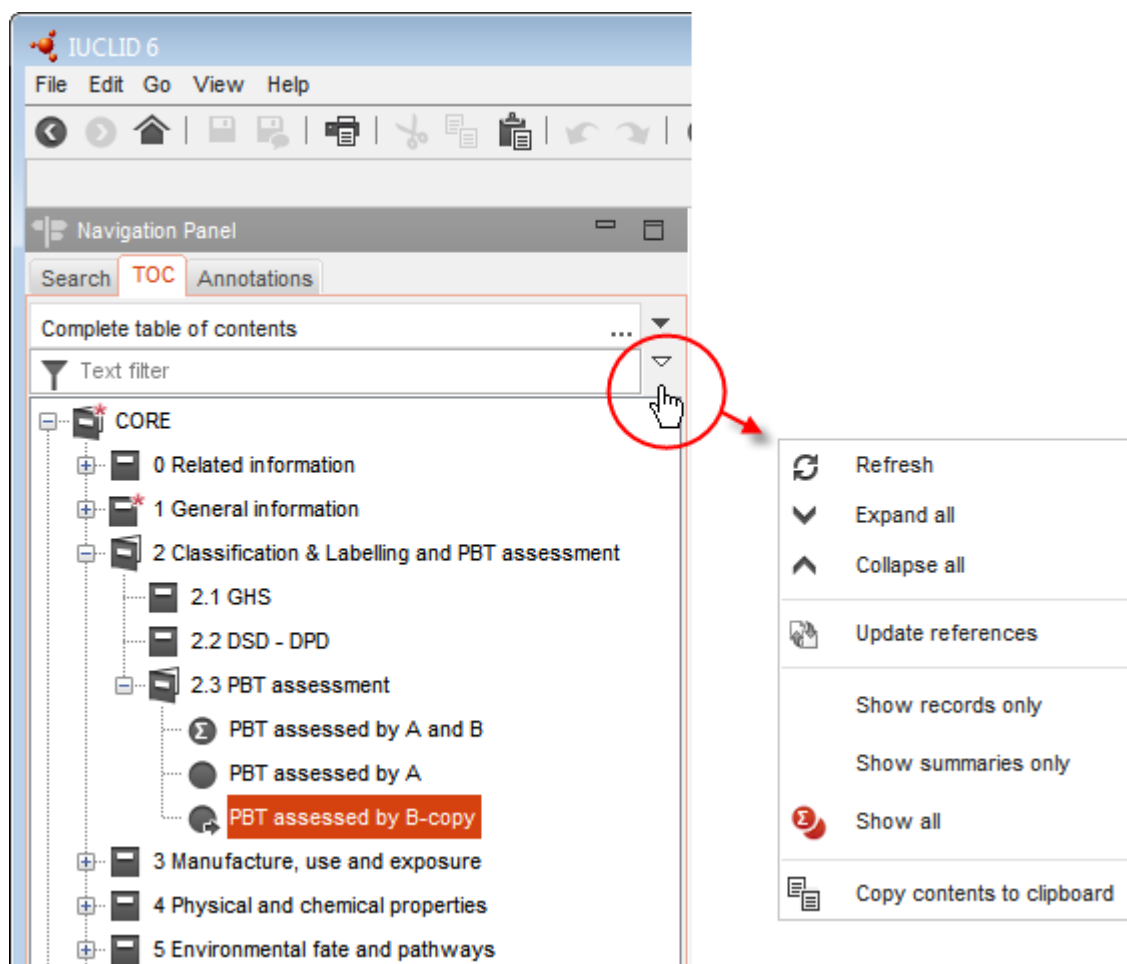 IUCLID 6
File Edit Go View Help
Navigation Panel
Search TOC Annotations
Complete table of contents ...
Text filter
CORE
0 Related information
1 General information
2 Classification & Labelling and PBT assessment
2.1 GHS
2.2 DSD - DPD
2.3 PBT assessment
Σ PBT assessed by A and B
PBT assessed by A
PBT assessed by B-copy
3 Manufacture, use and exposure
4 Physical and chemical properties
5 Environmental fate and pathways
Refresh
Expand all
Collapse all
Update references
Show records only
Show summaries only
Σ Show all
Copy contents to clipboard